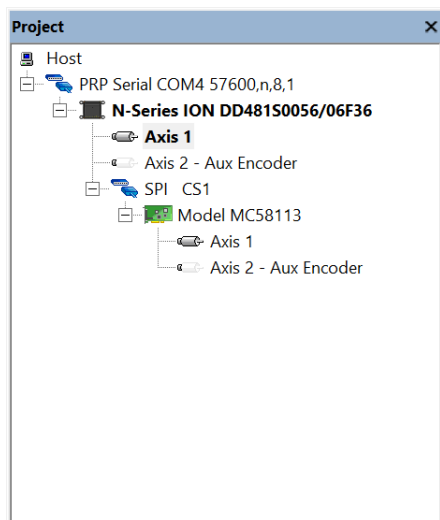 Project
Host
PRP Serial COM4 57600,n,8,1
N-Series ION DD481S0056/06F36
Axis 1
Axis 2 - Aux Encoder
SPI CS1
Model MC58113
Axis 1
Axis 2 - Aux Encoder